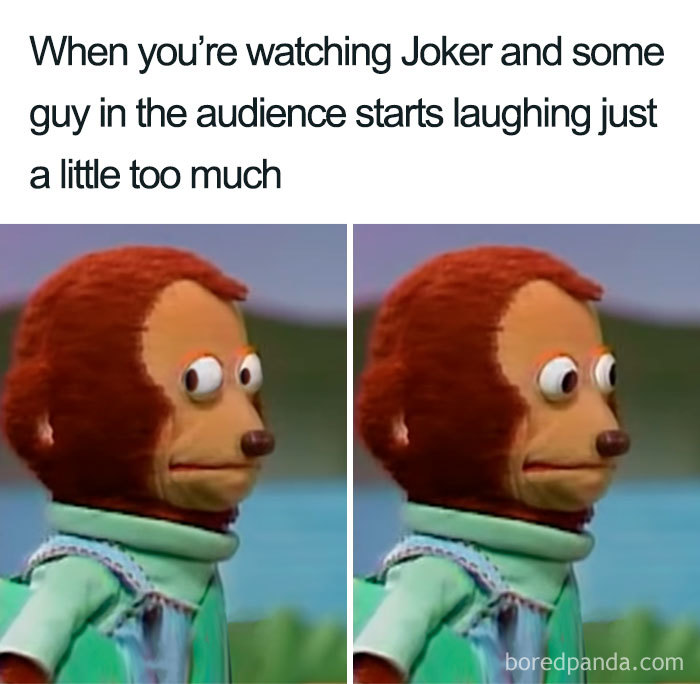 When you’re watching Joker and some
guy in the audience starts laughing just
a little too much
boredpanda.com